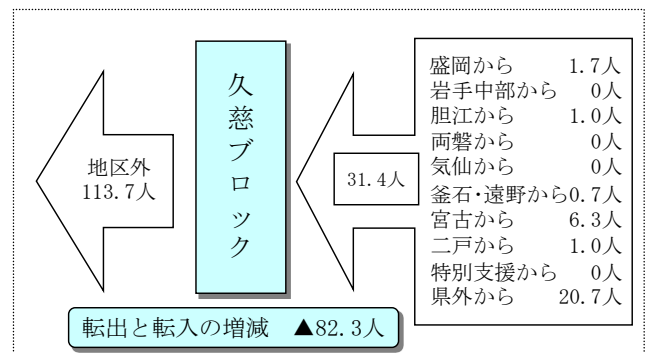 地区外
113.7人
久慈ブロック
31.4人
盛岡から 1.7人
岩手中部から 0人
胆江から 1.0人
両磐から 0人
気仙から 0人
釜石・遠野から0.7人
宮古から 6.3人
二戸から 1.0人
特別支援から 0人
県外から 20.7人
転出と転入の増減 ▲82.3人